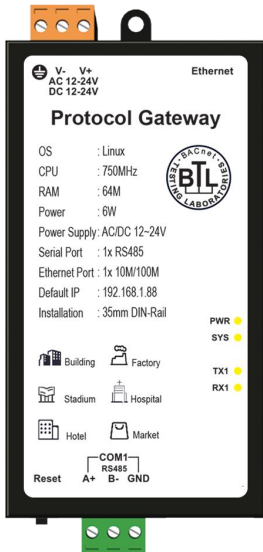 V- V+
AC 12-24V
DC 12-24V
Ethernet
Protocol Gateway
OS : Linux
CPU : 750MHz
RAM : 64M
Power : 6W
Power Supply: AC/DC 12~24V
Serial Port : 1x RS485
Ethernet Port : 1x 10M/100M
Default IP : 192.168.1.88
Installation : 35mm DIN-Rail
BACnet
BTL
TESTING LABORATORIES
PWR
SYS
TX1
RX1
Building Factory
Stadium Hospital
Hotel Market
COM1
RS485
Reset A+ B- GND